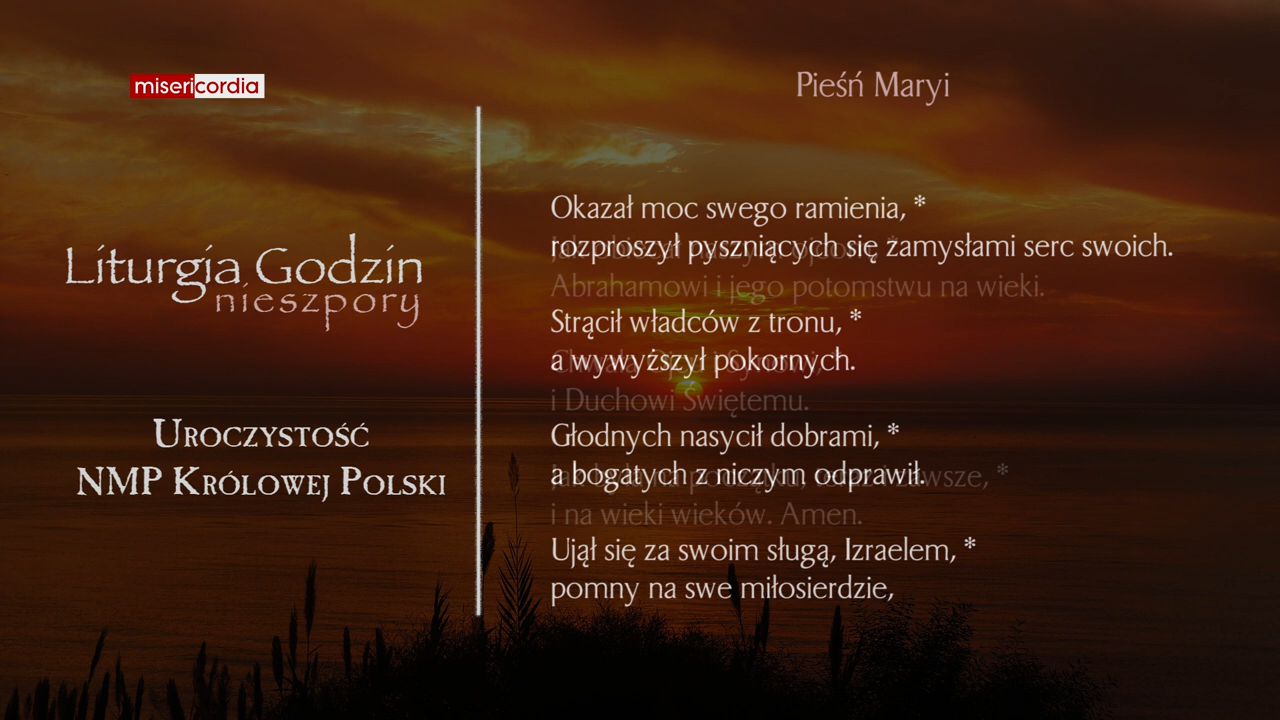 misericordia
Pieśń Maryi
Liturgia Godzin
nieszpory
Uroczystość
NMP Królowej Polski
Okazał moc swego ramienia, *
rozproszył pyszniących się zamysłami serc swoich.
Abrahamowi i jego potomstwu na wieki.
Strącił władców z tronu, *
a wywyższył pokornych.
i Duchowi Świętemu.
Głodnych nasycił dobrami, *
a bogatych z niczym odprawił.
i na wieki wieków. Amen.
Ujął się za swoim sługą, Izraelem, *
pomny na swe miłosierdzie,